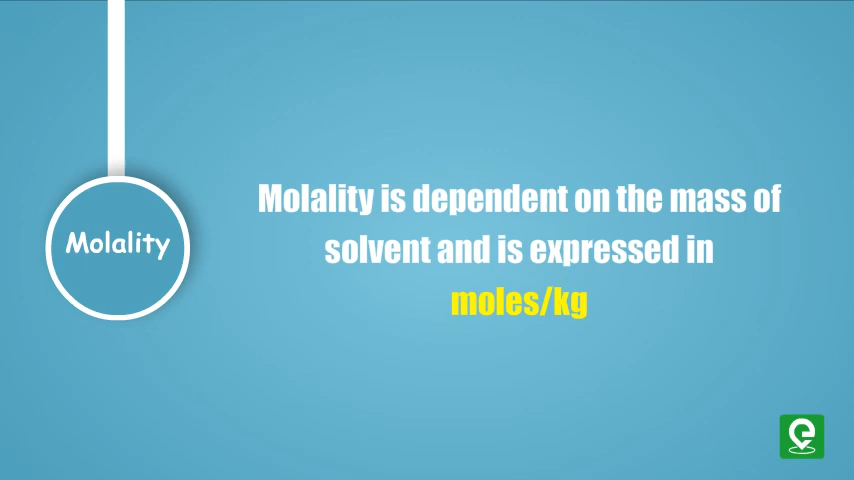 Molality
Molality is dependent on the mass of
solvent and is expressed in
moles/kg